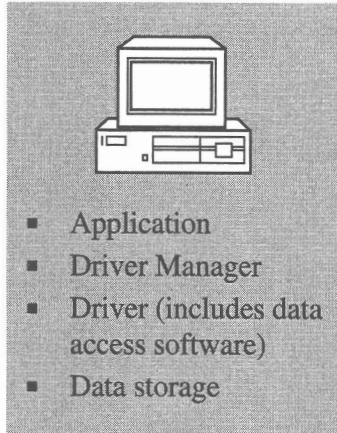 ▪ Application
▪ Driver Manager
▪ Driver (includes data
access software)
▪ Data storage